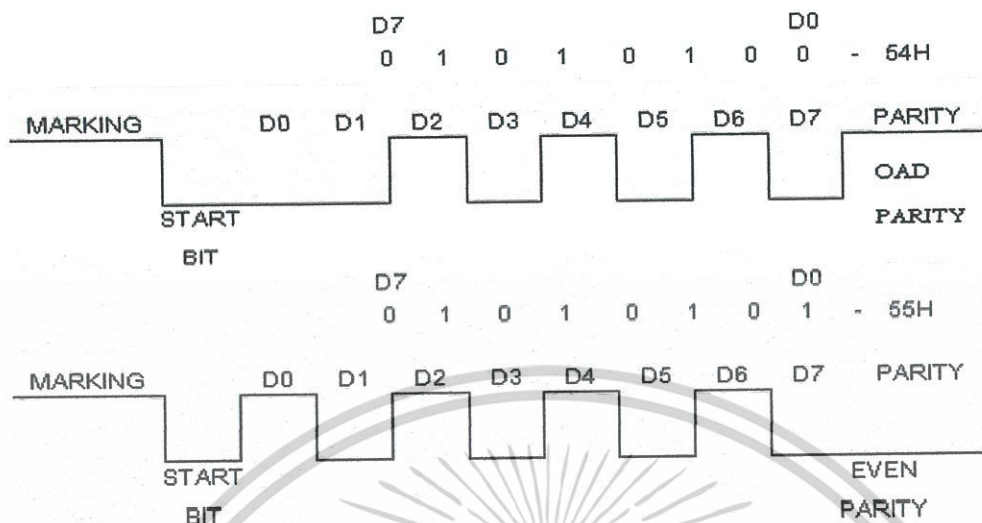 D7 D0
0 1 0 1 0 1 0 0 - 54H
MARKING D0 D1 D2 D3 D4 D5 D6 D7 PARITY
OAD
START PARITY
BIT
D7 D0
0 1 0 1 0 1 0 1 - 55H
MARKING D0 D1 D2 D3 D4 D5 D6 D7 PARITY
START EVEN
BIT PARITY